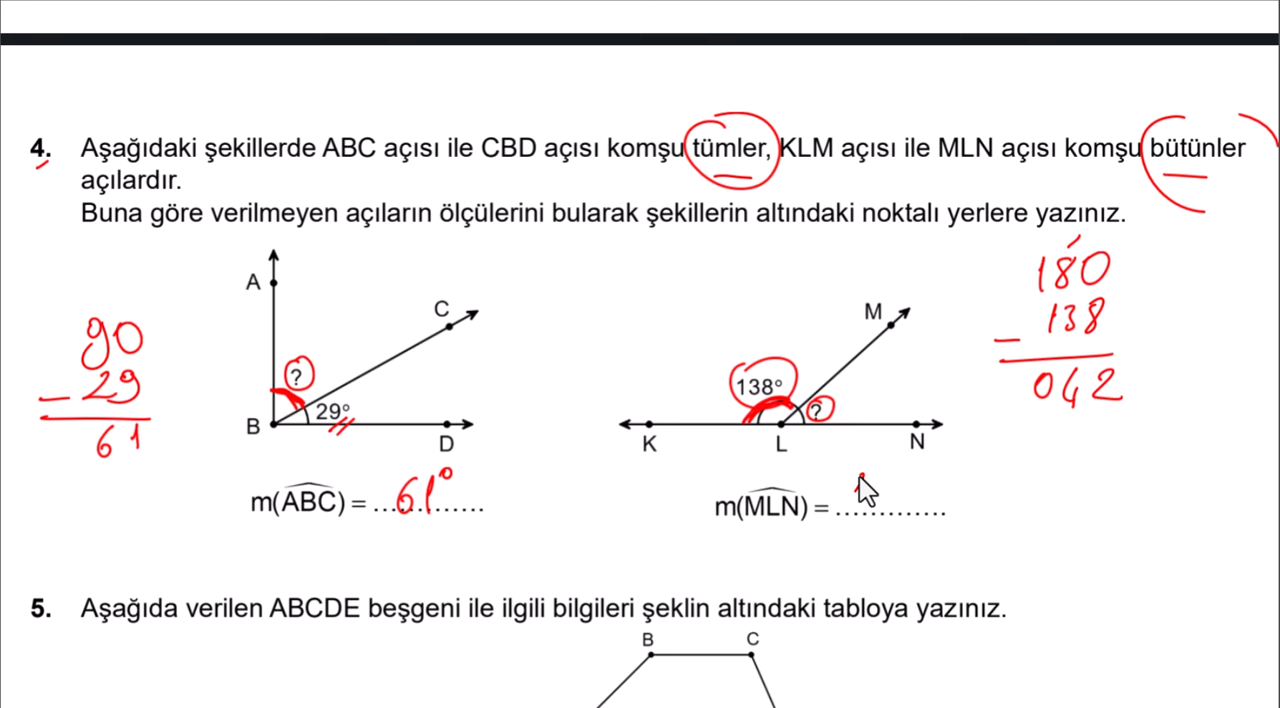 4. Aşağıdaki şekillerde ABC açısı ile CBD açısı komşu tümler, KLM açısı ile MLN açısı komşu bütünler
açılardır.
Buna göre verilmeyen açıların ölçülerini bularak şekillerin altındaki noktalı yerlere yazınız.
90
- 29
61
A
C
?
29°
B
D
m(ABC) = ...61°......
M
138°
?
K
L
N
m(MLN) = .............
180
- 138
042
5. Aşağıda verilen ABCDE beşgeni ile ilgili bilgileri şeklin altındaki tabloya yazınız.
B
C